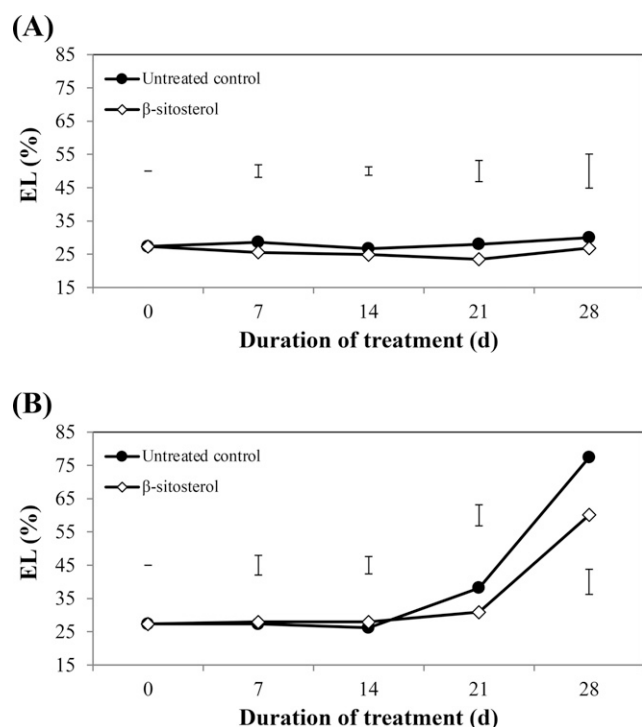 (A)
85
75
65
55
45
35
25
15
EL (%)
Untreated control
β-sitosterol
0 7 14 21 28
Duration of treatment (d)
(B)
85
75
65
55
45
35
25
15
EL (%)
Untreated control
β-sitosterol
0 7 14 21 28
Duration of treatment (d)